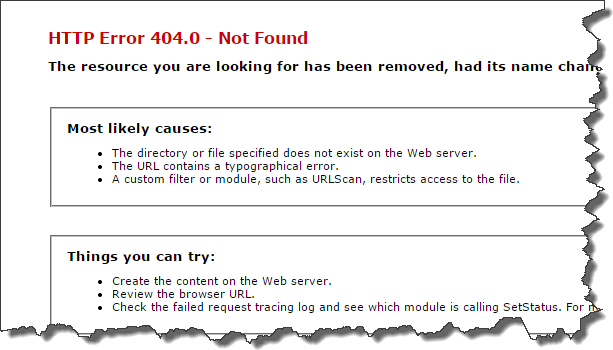 HTTP Error 404.0 - Not Found
The resource you are looking for has been removed, had its name
Most likely causes:
The directory or file specified does not exist on the Web server.
The URL contains a typographical error.
A custom filter or module, such as URLScan, restricts access to the file.
Things you can try:
Create the content on the Web server.
Review the browser URL.
Check the failed request tracing log and see which module is calling SetStatus. For